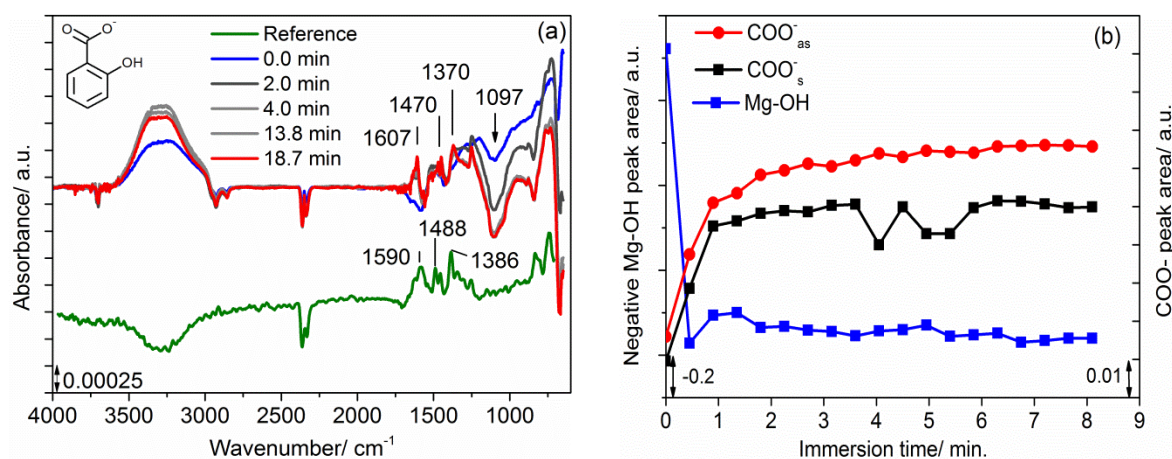 (a)
O
O⁻
OH
Reference
0.0 min
2.0 min
4.0 min
13.8 min
18.7 min
1370
1470
1097
1607
1488
1590
1386
0.00025
Absorbance/ a.u.
4000 3500 3000 2500 2000 1500 1000
Wavenumber/ cm⁻¹
(b)
COO⁻as
COO⁻s
Mg-OH
Negative Mg-OH peak area/ a.u.
COO- peak area/ a.u.
-0.2
0.01
0 1 2 3 4 5 6 7 8 9
Immersion time/ min.